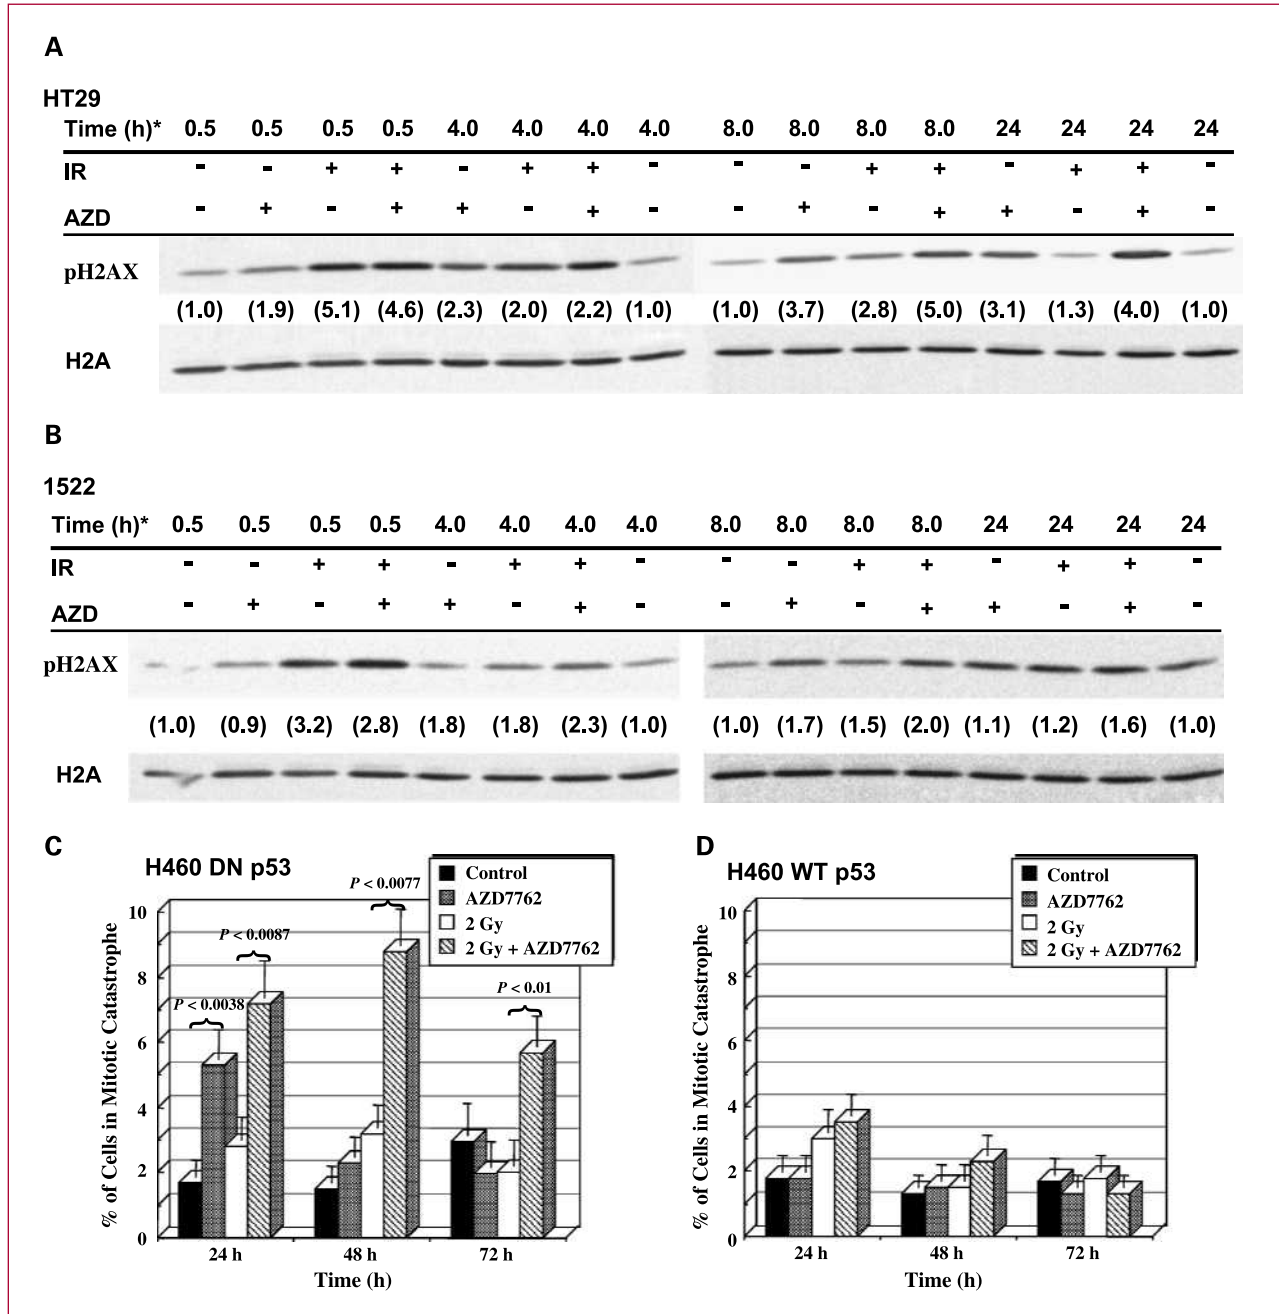 A
HT29
Time (h)* 0.5 0.5 0.5 0.5 4.0 4.0 4.0 4.0 8.0 8.0 8.0 8.0 24 24 24 24
IR - - + + - + + - - - + + - + + -
AZD - + - + + - + - - + - + + - + -
pH2AX
(1.0) (1.9) (5.1) (4.6) (2.3) (2.0) (2.2) (1.0) (1.0) (3.7) (2.8) (5.0) (3.1) (1.3) (4.0) (1.0)
H2A
B
1522
Time (h)* 0.5 0.5 0.5 0.5 4.0 4.0 4.0 4.0 8.0 8.0 8.0 8.0 24 24 24 24
IR - - + + - + + - - - + + - + + -
AZD - + - + + - + - - + - + + - + -
pH2AX
(1.0) (0.9) (3.2) (2.8) (1.8) (1.8) (2.3) (1.0) (1.0) (1.7) (1.5) (2.0) (1.1) (1.2) (1.6) (1.0)
H2A
C
H460 DN p53
Control
AZD7762
2 Gy
2 Gy + AZD7762
P < 0.0038
P < 0.0087
P < 0.0077
P < 0.01
% of Cells in Mitotic Catastrophe
10
8
6
4
2
0
24 h 48 h 72 h
Time (h)
D
H460 WT p53
Control
AZD7762
2 Gy
2 Gy + AZD7762
% of Cells in Mitotic Catastrophe
10
8
6
4
2
0
24 h 48 h 72 h
Time (h)